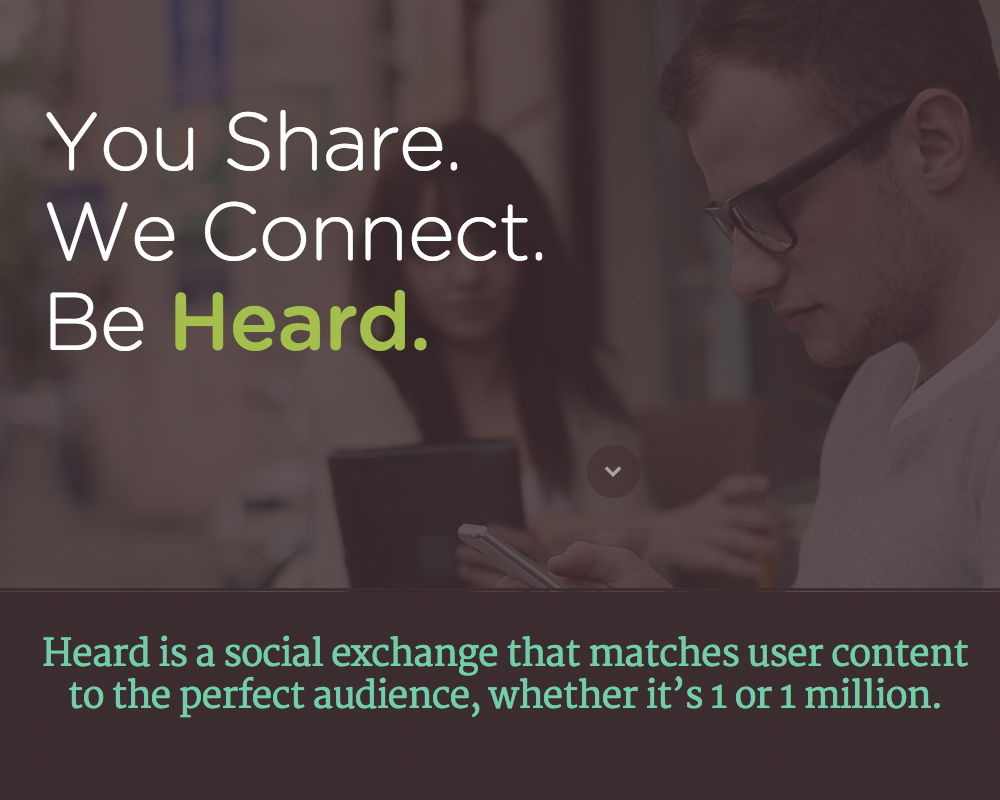 You Share.
We Connect.
Be Heard.
Heard is a social exchange that matches user content
to the perfect audience, whether it’s 1 or 1 million.